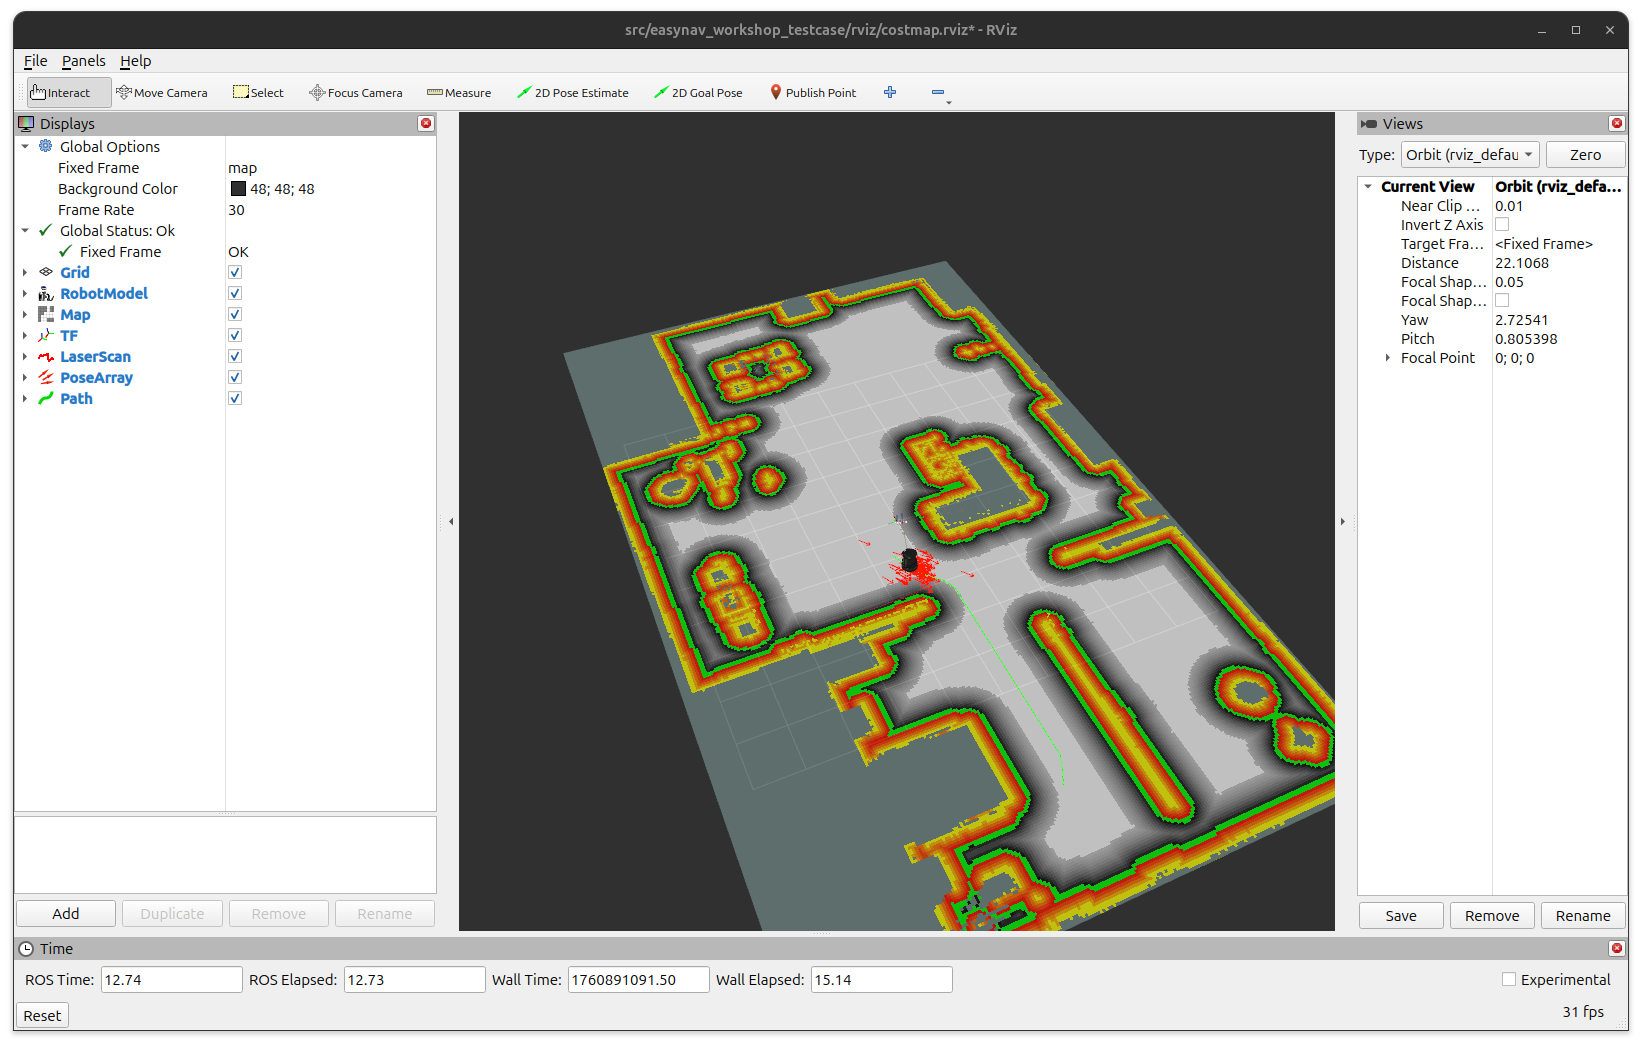 src/easynav_workshop_testcase/rviz/costmap.rviz* - RViz
File Panels Help
Interact Move Camera Select Focus Camera Measure 2D Pose Estimate 2D Goal Pose Publish Point
Displays
Global Options
Fixed Frame map
Background Color 48; 48; 48
Frame Rate 30
Global Status: Ok
Fixed Frame OK
Grid
RobotModel
Map
TF
LaserScan
PoseArray
Path
Add Duplicate Remove Rename
Views
Type: Orbit (rviz_defau Zero
Current View Orbit (rviz_defa...
Near Clip ... 0.01
Invert Z Axis
Target Fra... <Fixed Frame>
Distance 22.1068
Focal Shap... 0.05
Focal Shap...
Yaw 2.72541
Pitch 0.805398
Focal Point 0; 0; 0
Save Remove Rename
Time
ROS Time: 12.74 ROS Elapsed: 12.73 Wall Time: 1760891091.50 Wall Elapsed: 15.14 Experimental
Reset 31 fps